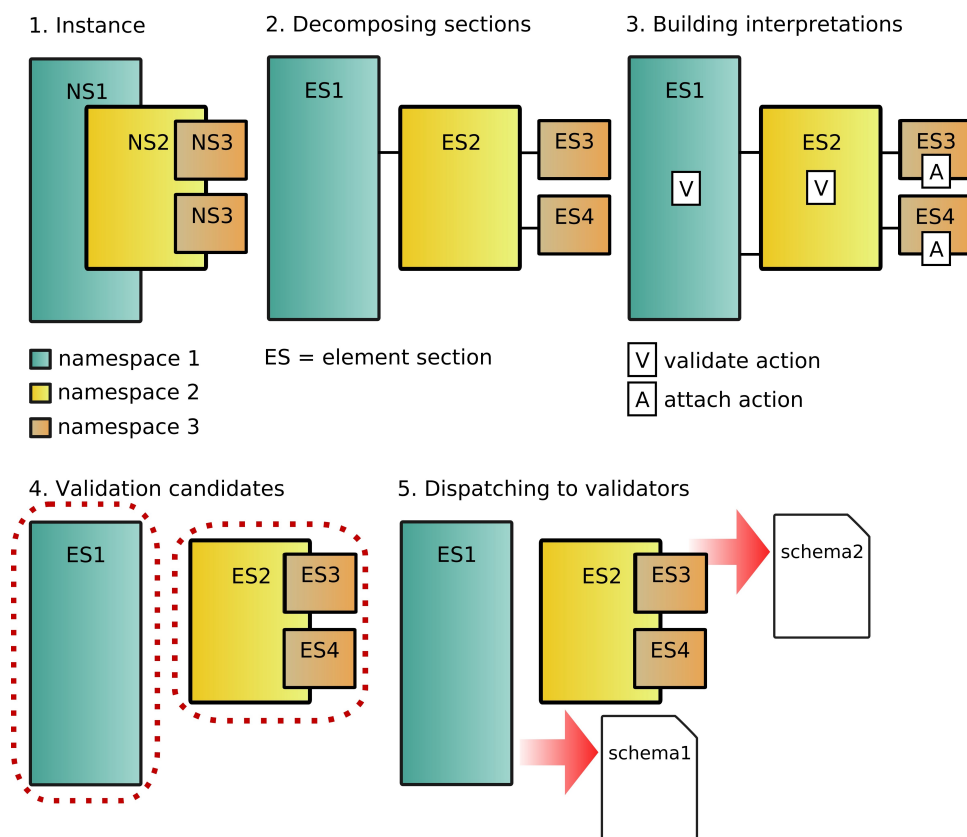 1. Instance
2. Decomposing sections
3. Building interpretations
NS1
NS2
NS3
NS3
ES1
ES2
ES3
ES4
ES1
ES2
ES3
ES4
V
V
A
A
namespace 1
namespace 2
namespace 3
ES = element section
V validate action
A attach action
4. Validation candidates
5. Dispatching to validators
ES1
ES2
ES3
ES4
ES1
ES2
ES3
ES4
schema2
schema1